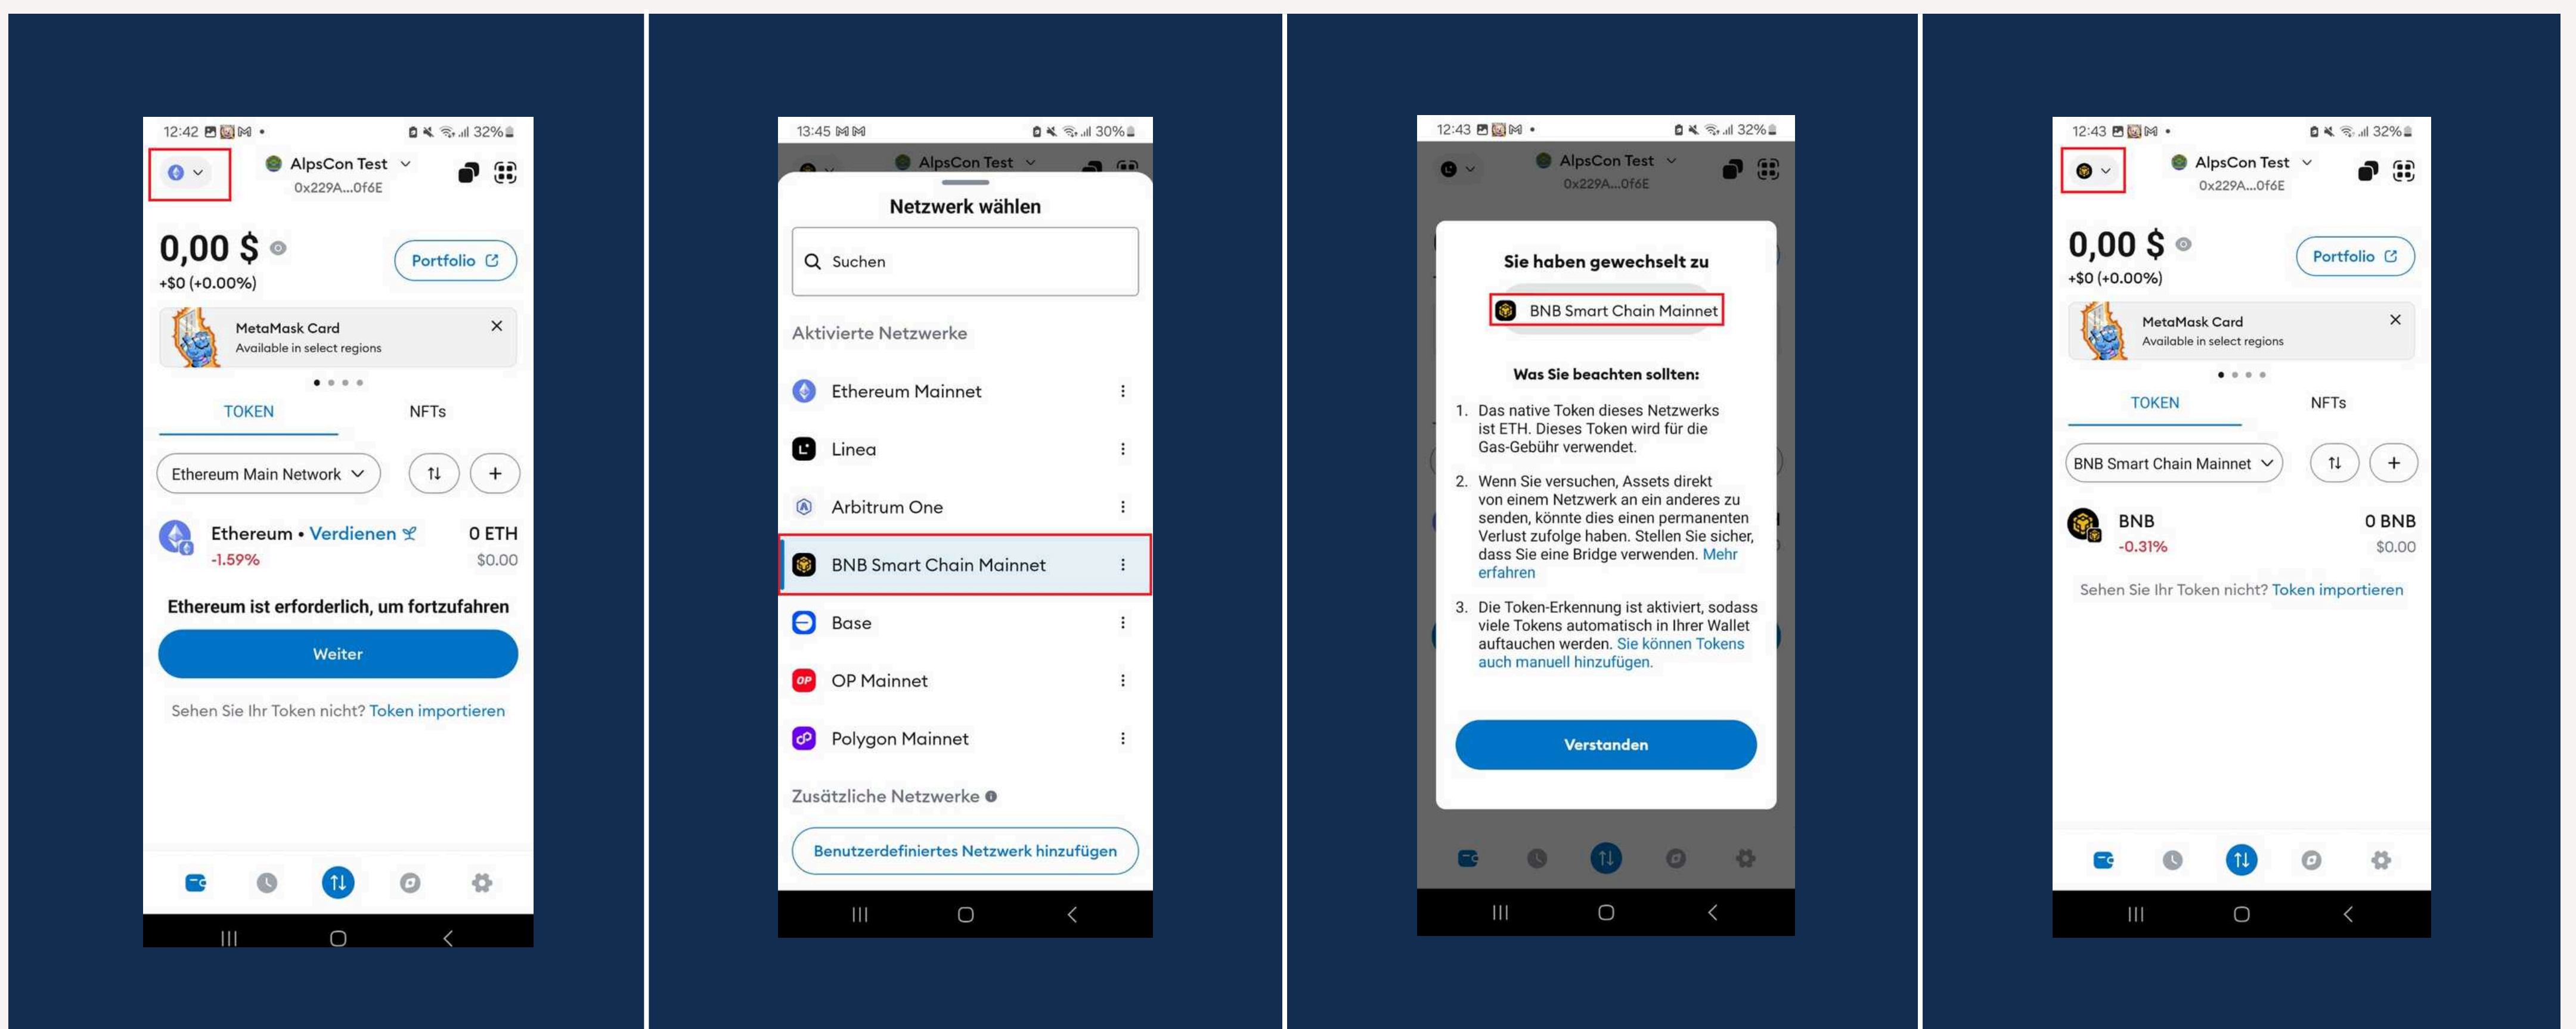 12:42
32%
AlpsCon Test
0x229A...0f6E
0,00 $
Portfolio
+$0 (+0.00%)
MetaMask Card
Available in select regions
TOKEN NFTs
Ethereum Main Network
Ethereum • Verdienen 0 ETH
-1.59% $0.00
Ethereum ist erforderlich, um fortzufahren
Weiter
Sehen Sie Ihr Token nicht? Token importieren
13:45
30%
AlpsCon Test
Netzwerk wählen
Suchen
Aktivierte Netzwerke
Ethereum Mainnet
Linea
Arbitrum One
BNB Smart Chain Mainnet
Base
OP OP Mainnet
Polygon Mainnet
Zusätzliche Netzwerke
Benutzerdefiniertes Netzwerk hinzufügen
12:43
32%
AlpsCon Test
0x229A...0f6E
Sie haben gewechselt zu
BNB Smart Chain Mainnet
Was Sie beachten sollten:
1. Das native Token dieses Netzwerks
ist ETH. Dieses Token wird für die
Gas-Gebühr verwendet.
2. Wenn Sie versuchen, Assets direkt
von einem Netzwerk an ein anderes zu
senden, könnte dies einen permanenten
Verlust zufolge haben. Stellen Sie sicher,
dass Sie eine Bridge verwenden. Mehr
erfahren
3. Die Token-Erkennung ist aktiviert, sodass
viele Tokens automatisch in Ihrer Wallet
auftauchen werden. Sie können Tokens
auch manuell hinzufügen.
Verstanden
12:43
32%
AlpsCon Test
0x229A...0f6E
0,00 $
Portfolio
+$0 (+0.00%)
MetaMask Card
Available in select regions
TOKEN NFTs
BNB Smart Chain Mainnet
BNB 0 BNB
-0.31% $0.00
Sehen Sie Ihr Token nicht? Token importieren